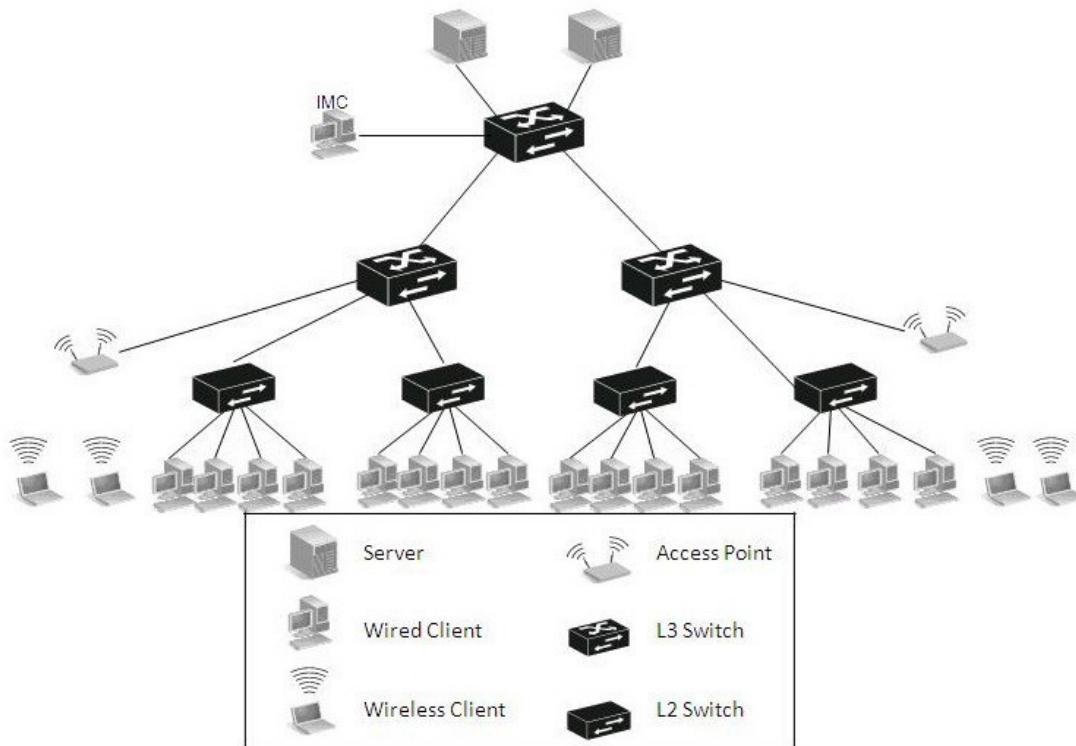 IMC
Server
Access Point
Wired Client
L3 Switch
Wireless Client
L2 Switch